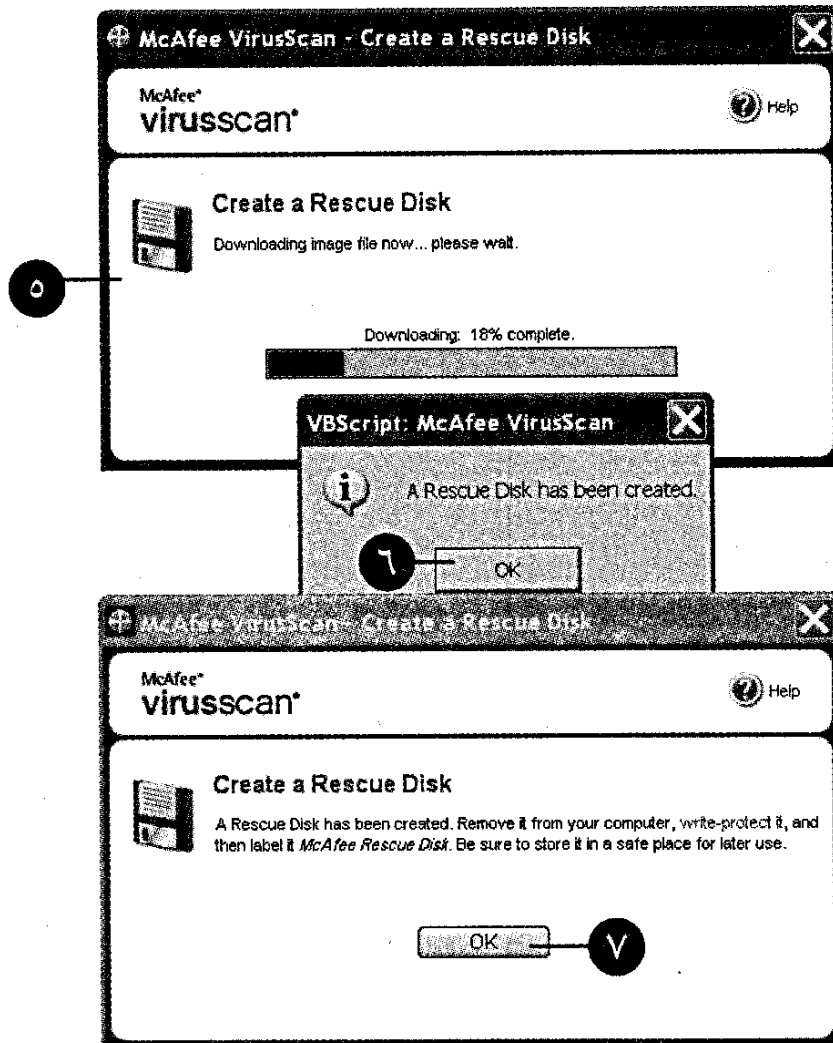 McAfee VirusScan - Create a Rescue Disk
McAfee®
virusscan®
Help
Create a Rescue Disk
Downloading image file now... please wait.
٥
Downloading: 18% complete.
VBScript: McAfee VirusScan
A Rescue Disk has been created.
٦
OK
McAfee VirusScan - Create a Rescue Disk
McAfee®
virusscan®
Help
Create a Rescue Disk
A Rescue Disk has been created. Remove it from your computer, write-protect it, and
then label it McAfee Rescue Disk. Be sure to store it in a safe place for later use.
OK
٧